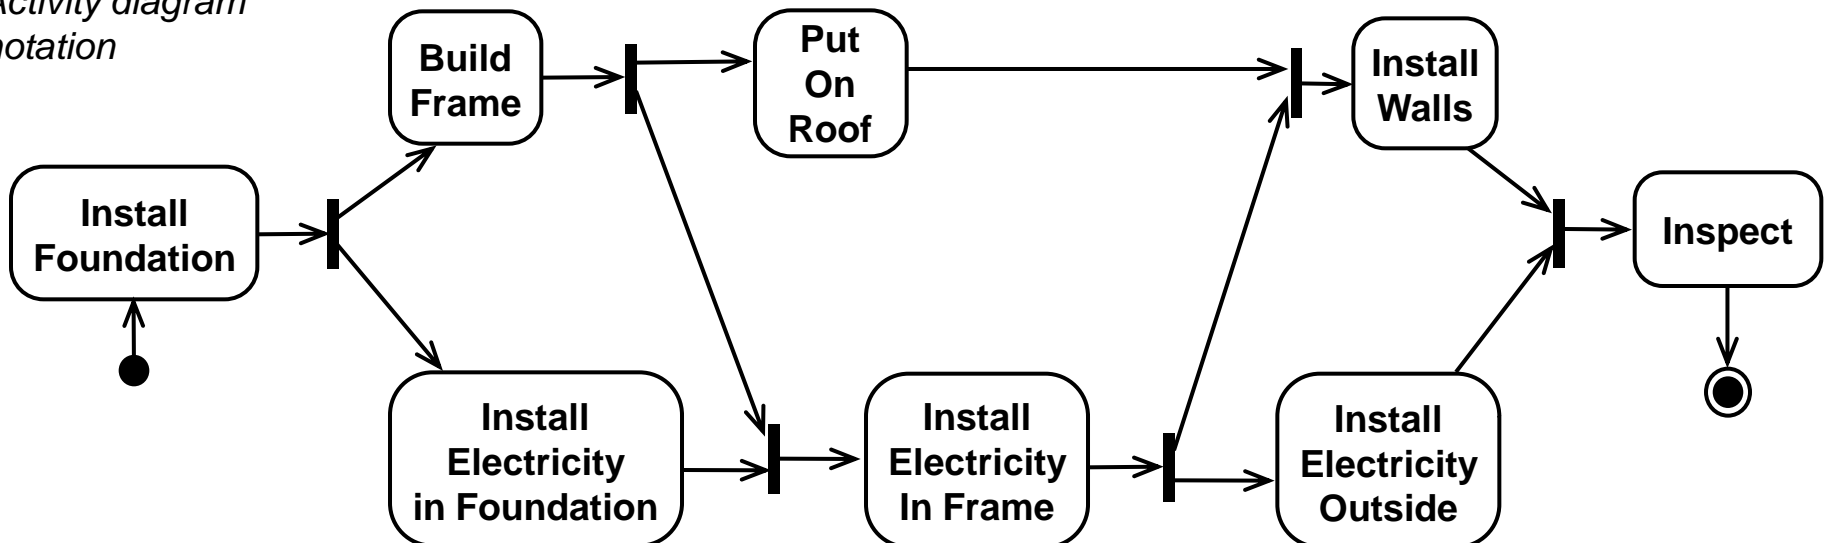 Activity diagram
notation
Build
Frame
Put
On
Roof
Install
Walls
Install
Foundation
Inspect
Install
Electricity
in Foundation
Install
Electricity
In Frame
Install
Electricity
Outside